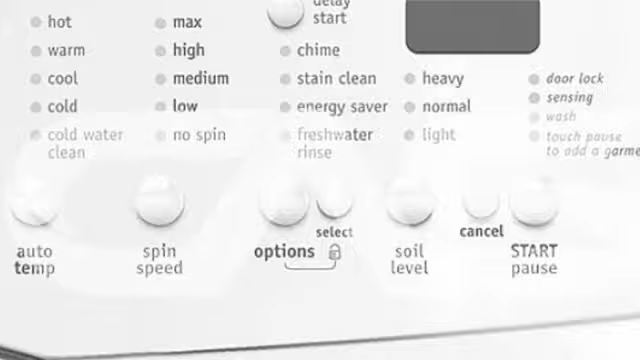 delay
start
hot
warm
cool
cold
cold water
clean
max
high
medium
low
no spin
chime
stain clean
energy saver
freshwater
rinse
heavy
normal
light
door lock
sensing
wash
touch pause
to add a garme
auto
temp
spin
speed
options
select
soil
level
cancel
START
pause